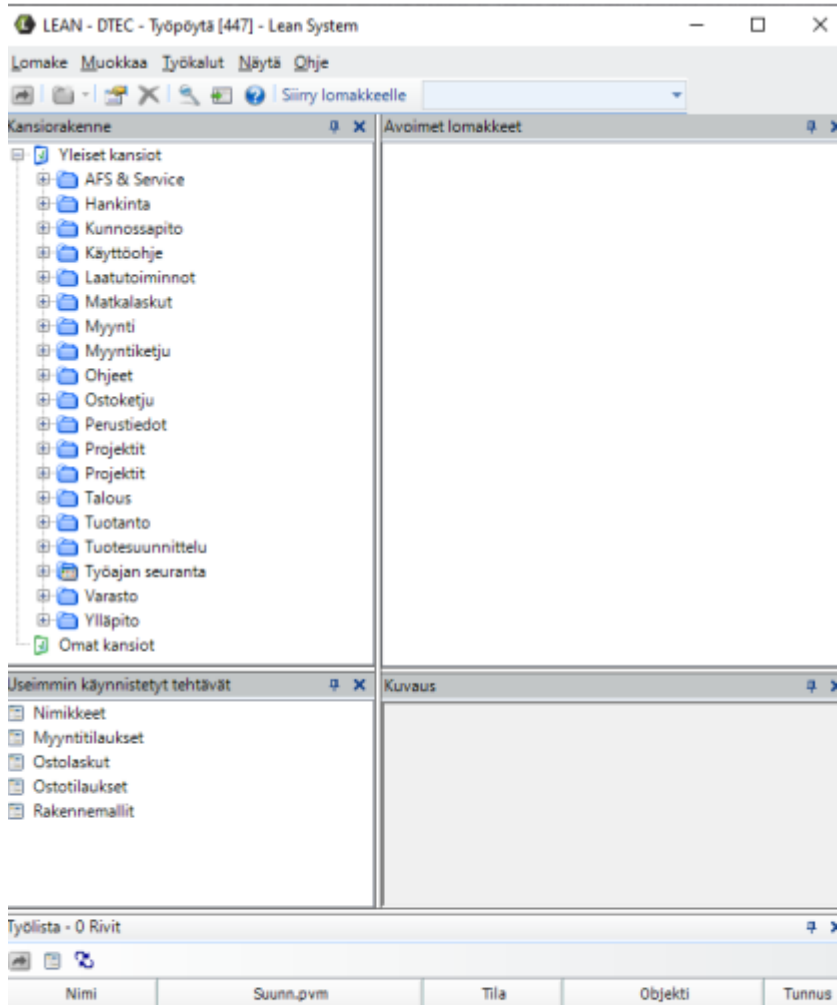 LEAN - DTEC - Työpöytä [447] - Lean System
Lomake Muokkaa Työkalut Näytä Ohje
Siirry lomakkeelle
Kansiorakenne
Avoimet lomakkeet
Yleiset kansiot
AFS & Service
Hankinta
Kunnossapito
Käyttöohje
Laatutoiminnot
Matkalaskut
Myynti
Myyntiketju
Ohjeet
Ostoketju
Perustiedot
Projektit
Projektit
Talous
Tuotanto
Tuotesuunnittelu
Työajan seuranta
Varasto
Ylläpito
Omat kansiot
Useimmin käynnistetyt tehtävät
Kuvaus
Nimikkeet
Myyntitilaukset
Ostolaskut
Ostotilaukset
Rakennemallit
Työlista - 0 Rivit
Nimi Suunn.pvm Tila Objekti Tunnus